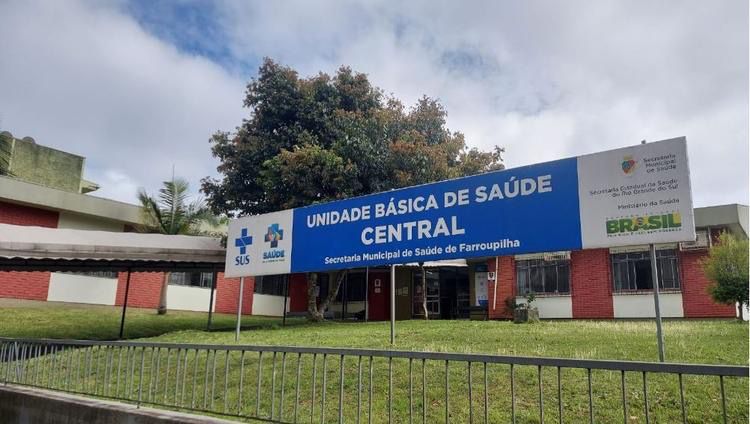 UNIDADE BÁSICA DE SAÚDE
CENTRAL
Secretaria Municipal de Saúde de Farroupilha
SUS
SAÚDE
Secretaria Municipal
de Saúde
Secretaria Estadual da Saúde
do Rio Grande do Sul
Ministério da Saúde
BRASIL